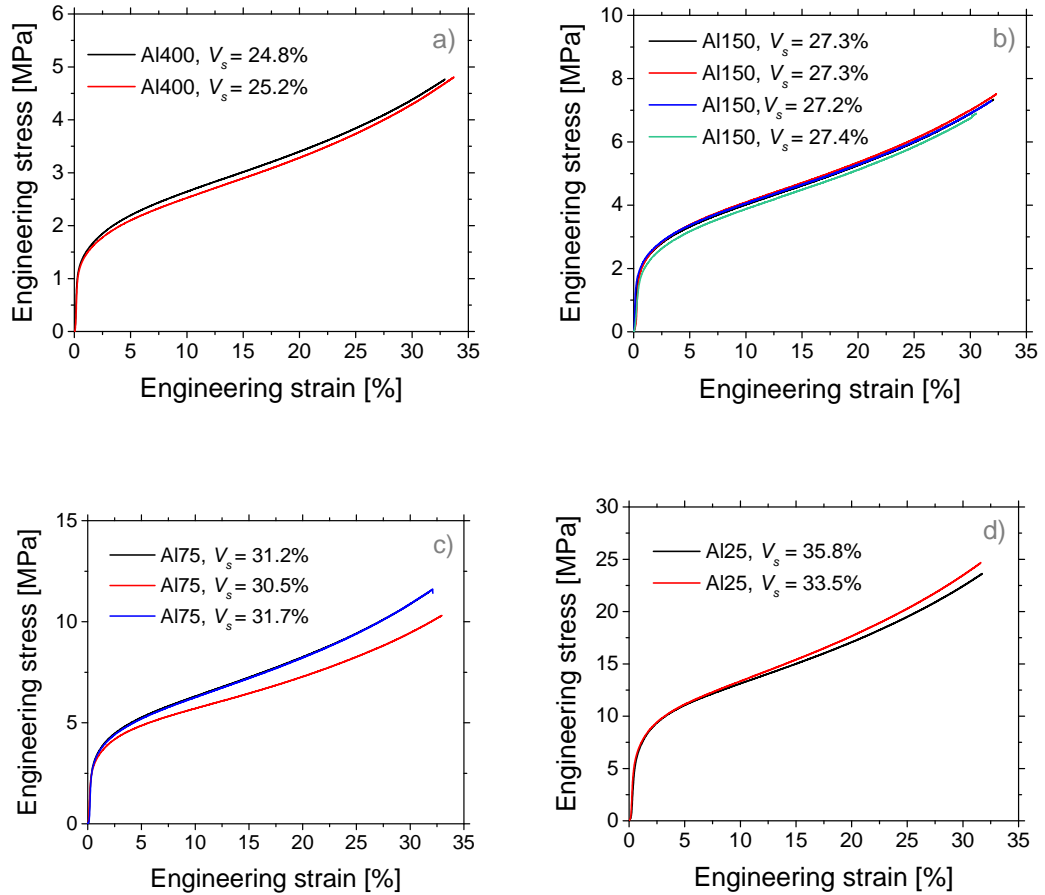 a)
Al400, Vs = 24.8%
Al400, Vs = 25.2%
Engineering stress [MPa]
6
5
4
3
2
1
0
0 5 10 15 20 25 30 35
Engineering strain [%]
b)
Al150, Vs = 27.3%
Al150, Vs = 27.3%
Al150, Vs = 27.2%
Al150, Vs = 27.4%
Engineering stress [MPa]
10
8
6
4
2
0
0 5 10 15 20 25 30 35
Engineering strain [%]
c)
Al75, Vs = 31.2%
Al75, Vs = 30.5%
Al75, Vs = 31.7%
Engineering stress [MPa]
15
10
5
0
0 5 10 15 20 25 30 35
Engineering strain [%]
d)
Al25, Vs = 35.8%
Al25, Vs = 33.5%
Engineering stress [MPa]
30
25
20
15
10
5
0
0 5 10 15 20 25 30 35
Engineering strain [%]